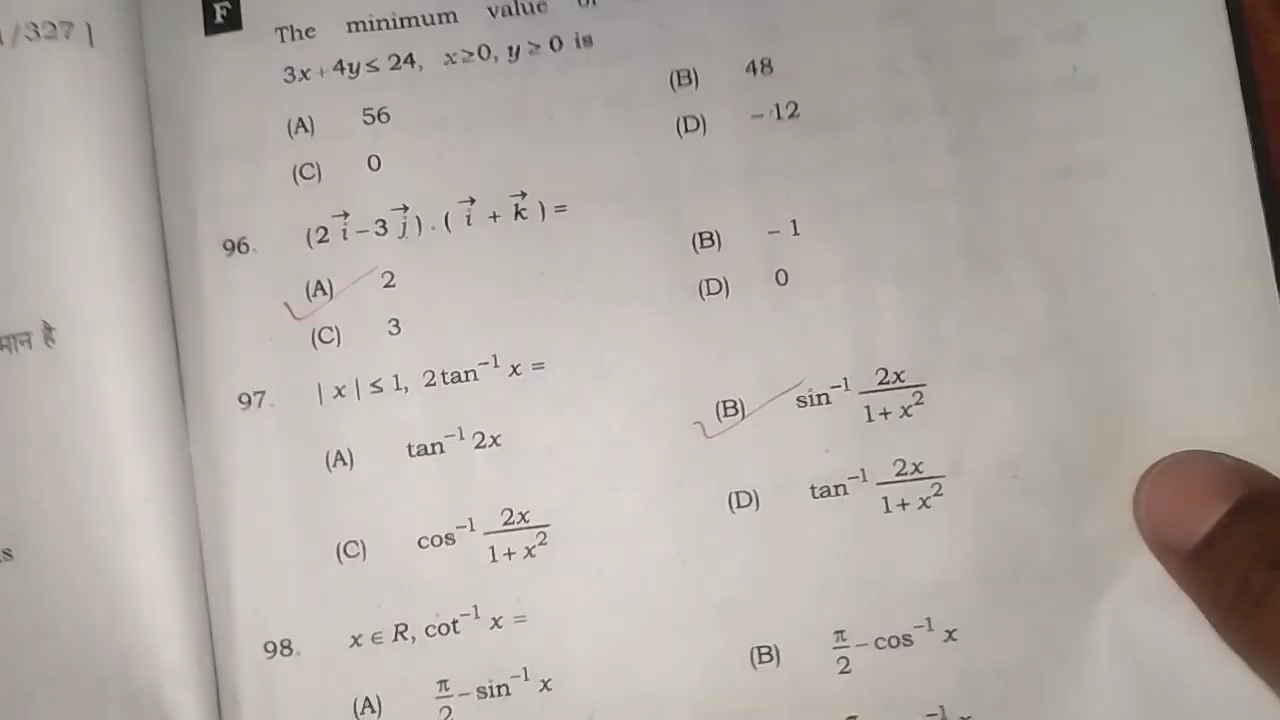 F
/327]
The minimum value
3x + 4y ≤ 24, x ≥ 0, y ≥ 0 is
(A) 56 (B) 48
(C) 0 (D) – 12
96. (2 i⃗ – 3 j⃗ ) . ( i⃗ + k⃗ ) =
(A) 2 (B) – 1
(C) 3 (D) 0
मान है
97. | x | ≤ 1, 2 tan⁻¹ x =
(A) tan⁻¹ 2x (B) sin⁻¹ 2x / 1 + x²
(C) cos⁻¹ 2x / 1 + x² (D) tan⁻¹ 2x / 1 + x²
98. x ∈ R, cot⁻¹ x =
(A) π/2 – sin⁻¹ x (B) π/2 – cos⁻¹ x